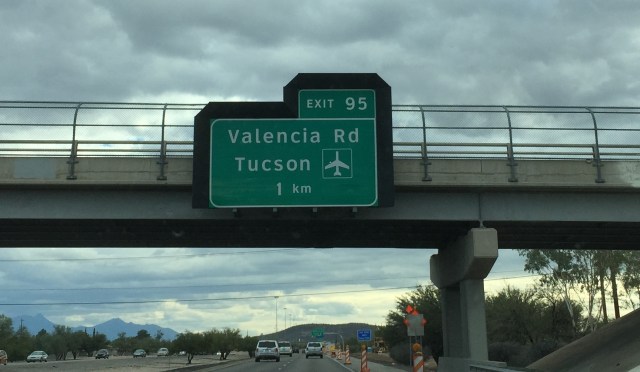 EXIT 95
Valencia Rd
Tucson
1 km